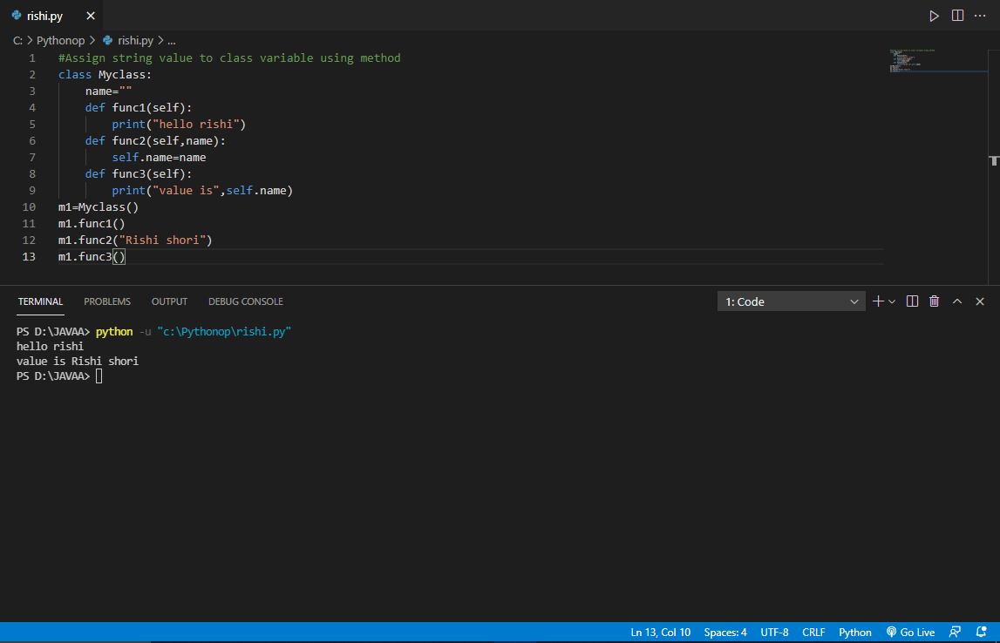 rishi.py
C: > Pythonop > rishi.py > ...
1 #Assign string value to class variable using method
2 class Myclass:
3     name=""
4     def func1(self):
5         print("hello rishi")
6     def func2(self,name):
7         self.name=name
8     def func3(self):
9         print("value is",self.name)
10 m1=Myclass()
11 m1.func1()
12 m1.func2("Rishi shori")
13 m1.func3()
TERMINAL PROBLEMS OUTPUT DEBUG CONSOLE 1: Code
PS D:\JAVAA> python -u "c:\Pythonop\rishi.py"
hello rishi
value is Rishi shori
PS D:\JAVAA>
Ln 13, Col 10 Spaces: 4 UTF-8 CRLF Python Go Live